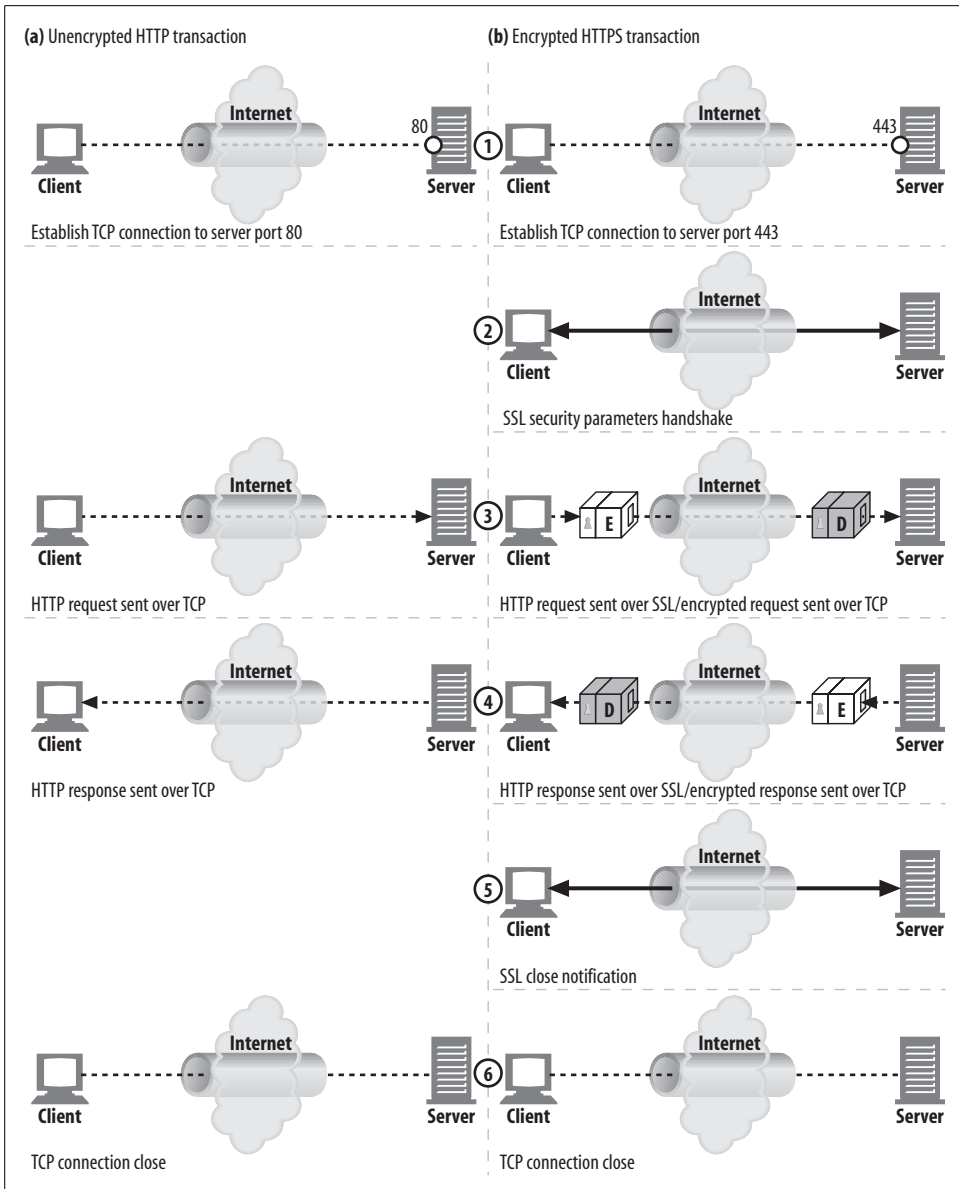 (a) Unencrypted HTTP transaction
(b) Encrypted HTTPS transaction
Internet
80
Client
Server
Establish TCP connection to server port 80
1
Internet
443
Client
Server
Establish TCP connection to server port 443
2
Internet
Client
Server
SSL security parameters handshake
Internet
Client
Server
HTTP request sent over TCP
3
Internet
E
D
Client
Server
HTTP request sent over SSL/encrypted request sent over TCP
Internet
Client
Server
HTTP response sent over TCP
4
Internet
D
E
Client
Server
HTTP response sent over SSL/encrypted response sent over TCP
5
Internet
Client
Server
SSL close notification
Internet
Client
Server
TCP connection close
6
Internet
Client
Server
TCP connection close